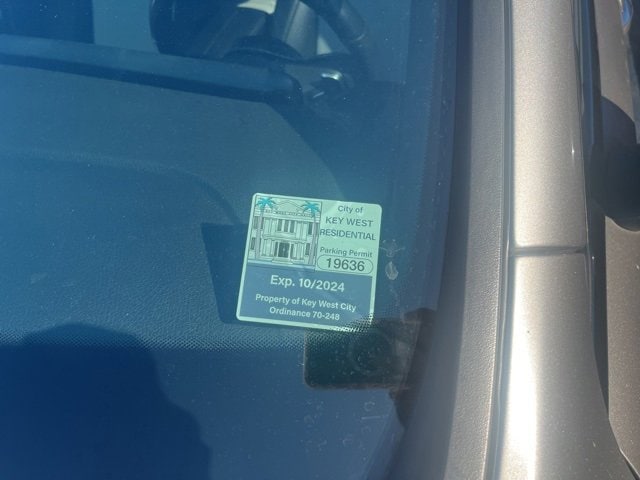 City of
KEY WEST
RESIDENTIAL
Parking Permit
19636
Exp. 10/2024
Property of Key West City
Ordinance 70-248